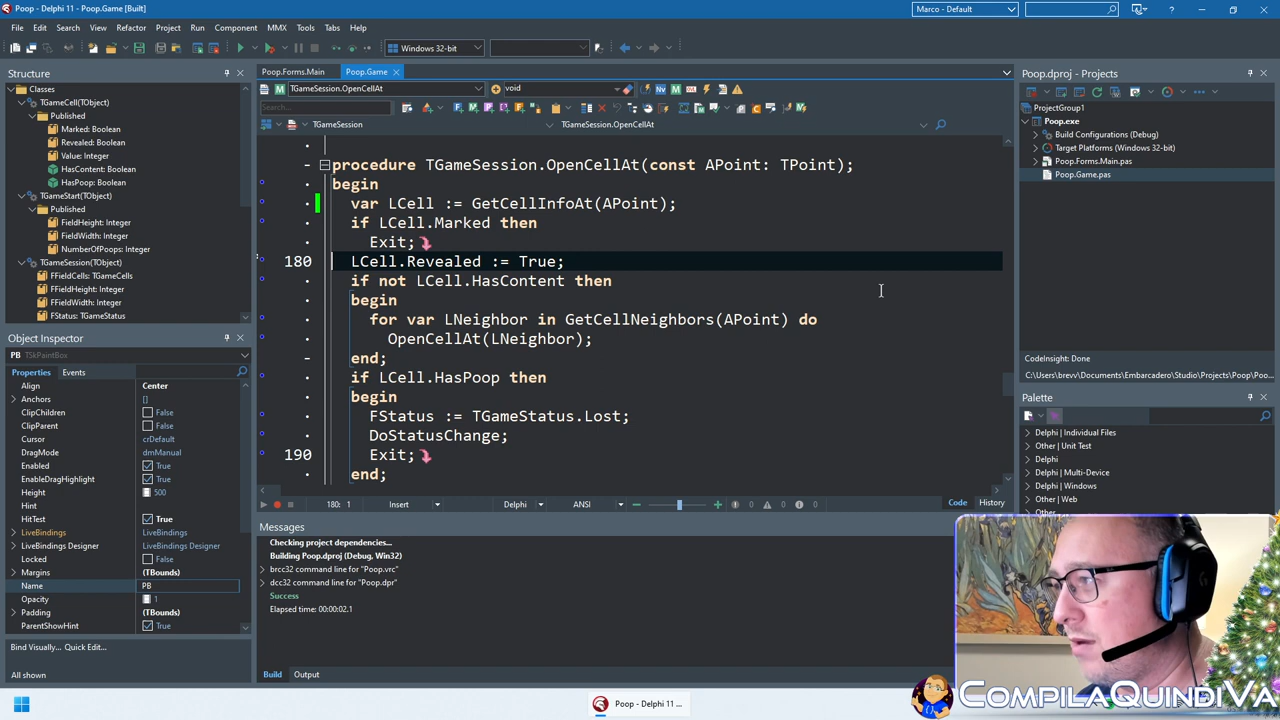 Poop - Delphi 11 - Poop.Game [Built]
Marco - Default
File Edit Search View Refactor Project Run Component MMX Tools Tabs Help
Windows 32-bit
Structure
Classes
TGameCell(TObject)
Published
Marked: Boolean
Revealed: Boolean
Value: Integer
HasContent: Boolean
HasPoop: Boolean
TGameStart(TObject)
Published
FieldHeight: Integer
FieldWidth: Integer
NumberOfPoops: Integer
TGameSession(TObject)
FFieldCells: TGameCells
FFieldHeight: Integer
FFieldWidth: Integer
FStatus: TGameStatus
Object Inspector
PB TSkPaintBox
Properties Events
Align Center
Anchors []
ClipChildren False
ClipParent False
Cursor crDefault
DragMode dmManual
Enabled True
EnableDragHighlight True
Height 500
Hint
HitTest True
LiveBindings LiveBindings
LiveBindings Designer LiveBindings Designer
Locked False
Margins (TBounds)
Name PB
Opacity 1
Padding (TBounds)
ParentShowHint True
Bind Visually... Quick Edit...
All shown
Poop.Forms.Main Poop.Game
TGameSession.OpenCellAt void
Search...
TGameSession TGameSession.OpenCellAt
procedure TGameSession.OpenCellAt(const APoint: TPoint);
begin
var LCell := GetCellInfoAt(APoint);
if LCell.Marked then
Exit;
180 LCell.Revealed := True;
if not LCell.HasContent then
begin
for var LNeighbor in GetCellNeighbors(APoint) do
OpenCellAt(LNeighbor);
end;
if LCell.HasPoop then
begin
FStatus := TGameStatus.Lost;
DoStatusChange;
190 Exit;
end;
180: 1 Insert Delphi ANSI 0 0 0 Code History
Messages
Checking project dependencies...
Building Poop.dproj (Debug, Win32)
brcc32 command line for "Poop.vrc"
dcc32 command line for "Poop.dpr"
Success
Elapsed time: 00:00:02.1
Build Output
Poop.dproj - Projects
ProjectGroup1
Poop.exe
Build Configurations (Debug)
Target Platforms (Windows 32-bit)
Poop.Forms.Main.pas
Poop.Game.pas
CodeInsight: Done
C:\Users\brevv\Documents\Embarcadero\Studio\Projects\Poop\Poo...
Palette
Delphi | Individual Files
Other | Unit Test
Delphi
Delphi | Multi-Device
Delphi | Windows
Other | Web
Poop - Delphi 11 - ...
COMPILAQUINDIVA